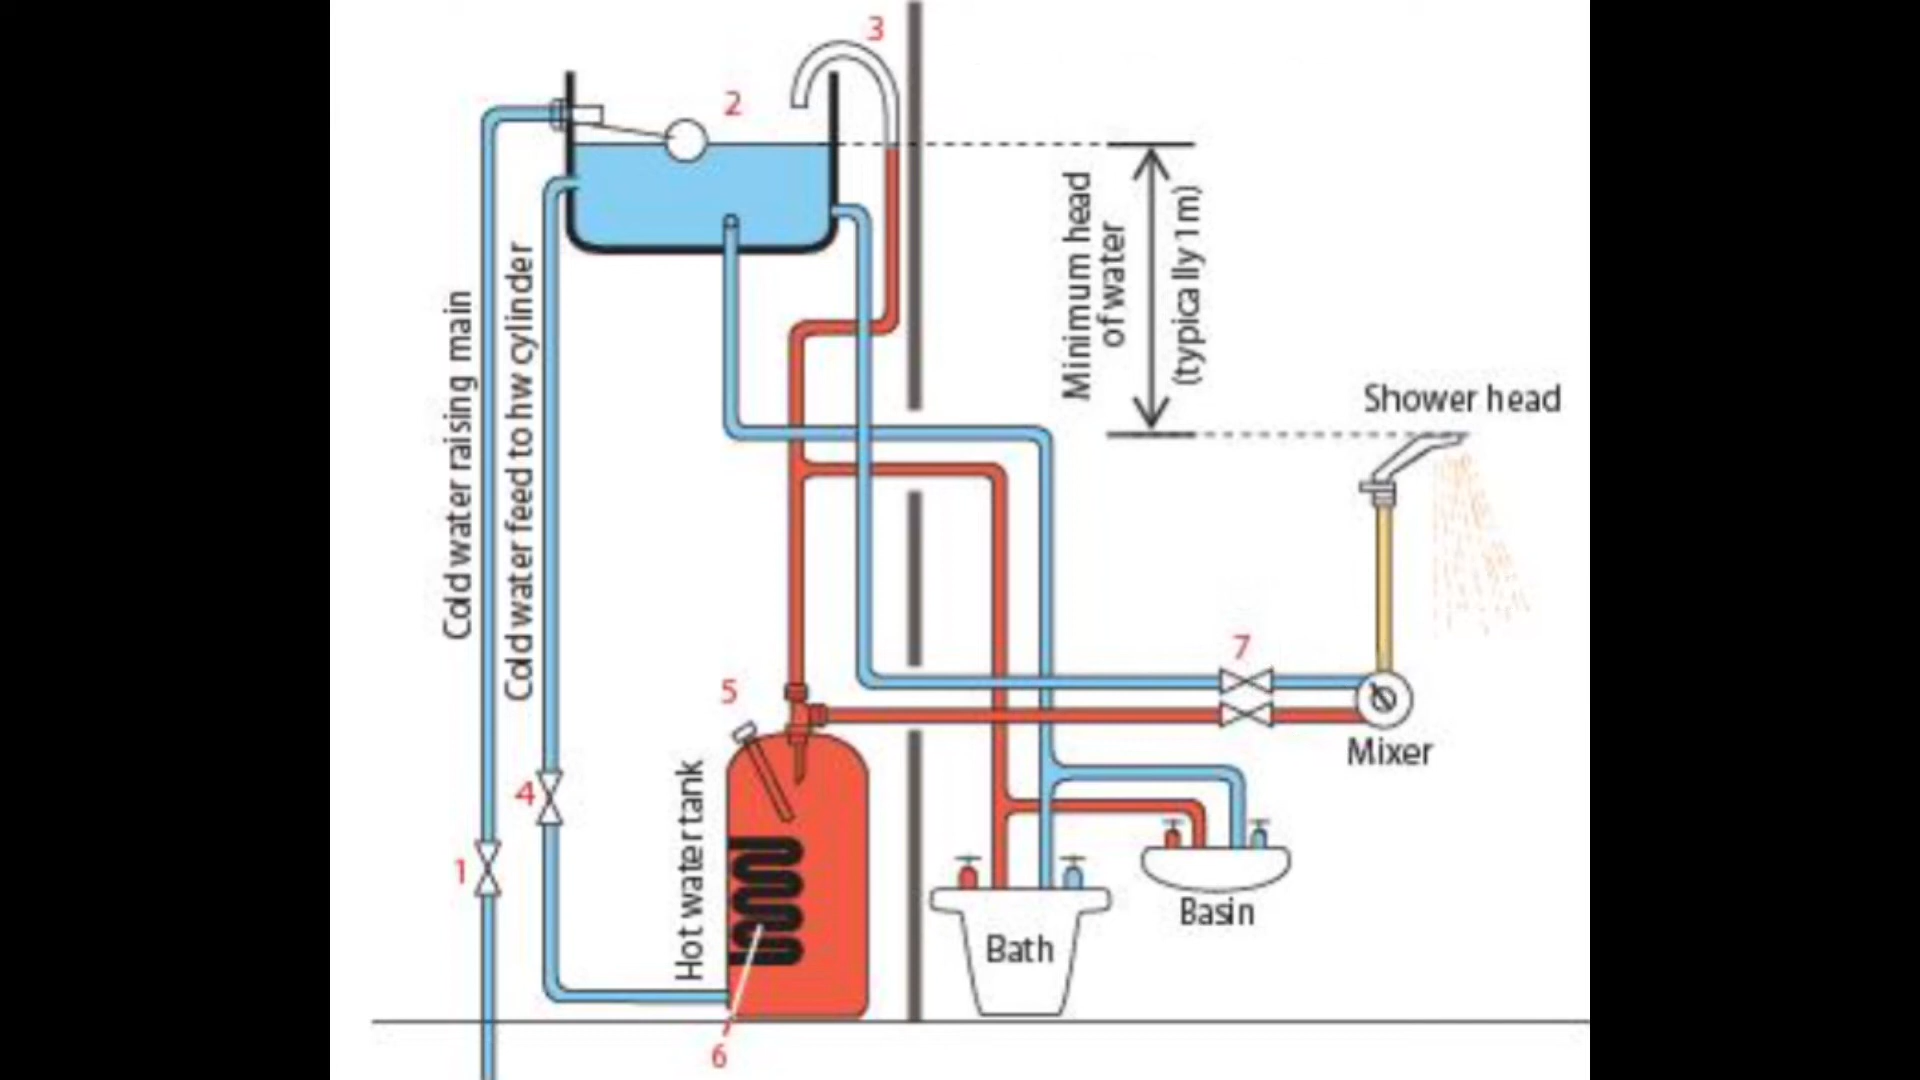 3
2
Cold water raising main
Cold water feed to hw cylinder
Minimum head
of water
(typically 1m)
Shower head
7
5
Mixer
Hot water tank
4
1
Basin
Bath
6